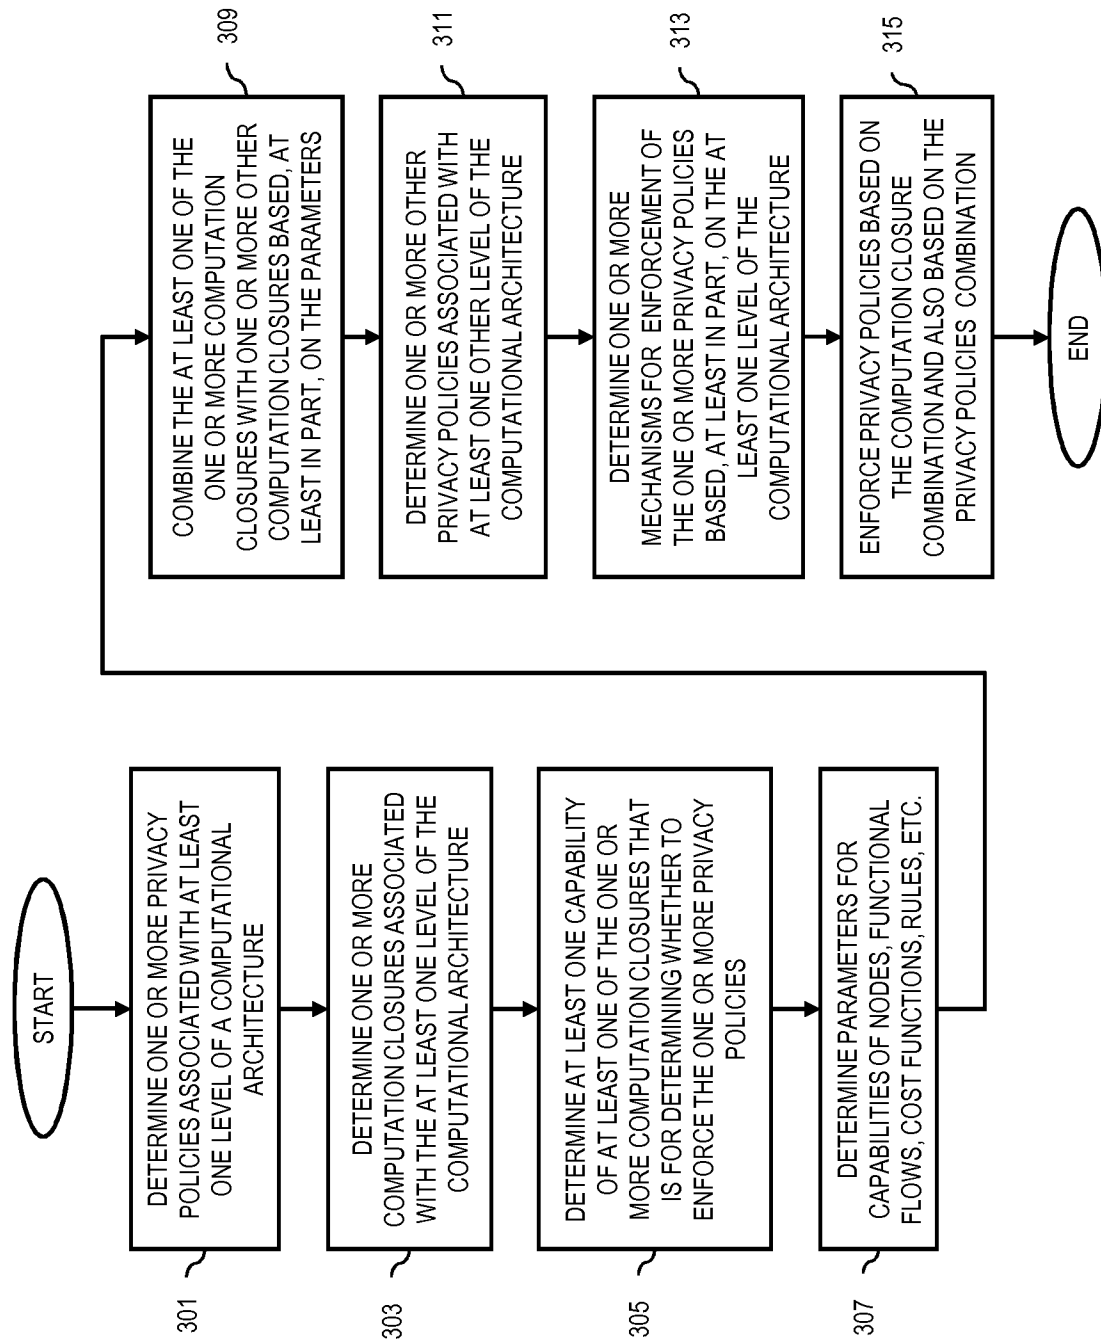 START
DETERMINE ONE OR MORE PRIVACY
POLICIES ASSOCIATED WITH AT LEAST
ONE LEVEL OF A COMPUTATIONAL
ARCHITECTURE
301
DETERMINE ONE OR MORE
COMPUTATION CLOSURES ASSOCIATED
WITH THE AT LEAST ONE LEVEL OF THE
COMPUTATIONAL ARCHITECTURE
303
DETERMINE AT LEAST ONE CAPABILITY
OF AT LEAST ONE OF THE ONE OR
MORE COMPUTATION CLOSURES THAT
IS FOR DETERMINING WHETHER TO
ENFORCE THE ONE OR MORE PRIVACY
POLICIES
305
DETERMINE PARAMETERS FOR
CAPABILITIES OF NODES, FUNCTIONAL
FLOWS, COST FUNCTIONS, RULES, ETC.
307
COMBINE THE AT LEAST ONE OF THE
ONE OR MORE COMPUTATION
CLOSURES WITH ONE OR MORE OTHER
COMPUTATION CLOSURES BASED, AT
LEAST IN PART, ON THE PARAMETERS
309
DETERMINE ONE OR MORE OTHER
PRIVACY POLICIES ASSOCIATED WITH
AT LEAST ONE OTHER LEVEL OF THE
COMPUTATIONAL ARCHITECTURE
311
DETERMINE ONE OR MORE
MECHANISMS FOR ENFORCEMENT OF
THE ONE OR MORE PRIVACY POLICIES
BASED, AT LEAST IN PART, ON THE AT
LEAST ONE LEVEL OF THE
COMPUTATIONAL ARCHITECTURE
313
ENFORCE PRIVACY POLICIES BASED ON
THE COMPUTATION CLOSURE
COMBINATION AND ALSO BASED ON THE
PRIVACY POLICIES COMBINATION
315
END